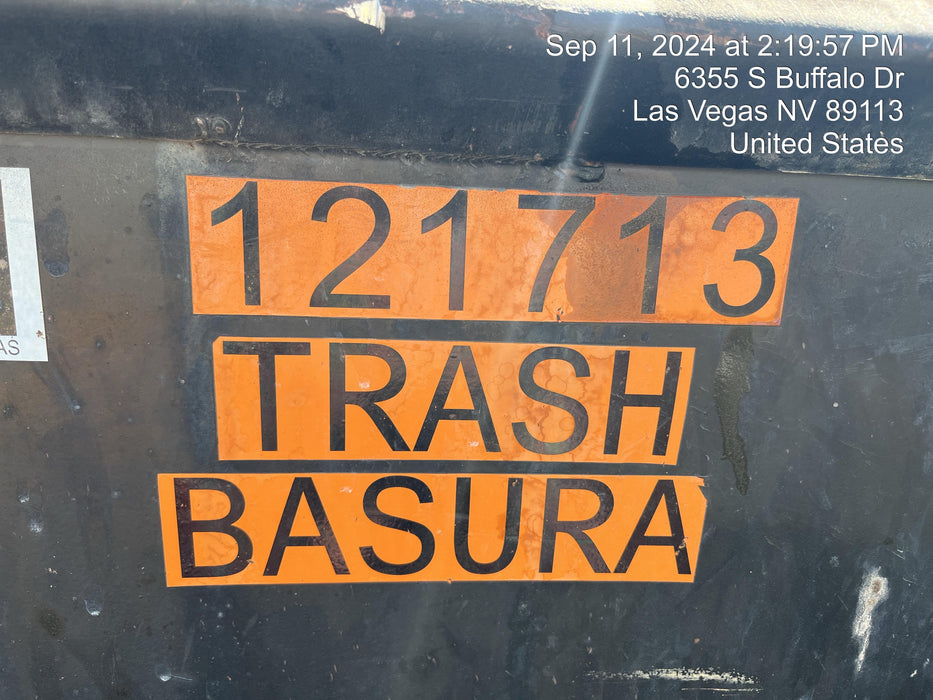 Sep 11, 2024 at 2:19:57 PM
6355 S Buffalo Dr
Las Vegas NV 89113
United States
121713
TRASH
BASURA
AS